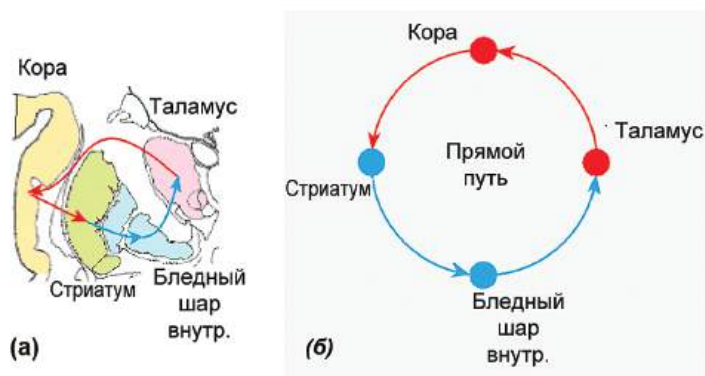 Кора
Таламус
Стриатум
Бледный
шар
внутр.
(а)
Кора
Таламус
Прямой
путь
Стриатум
Бледный
шар
внутр.
(б)